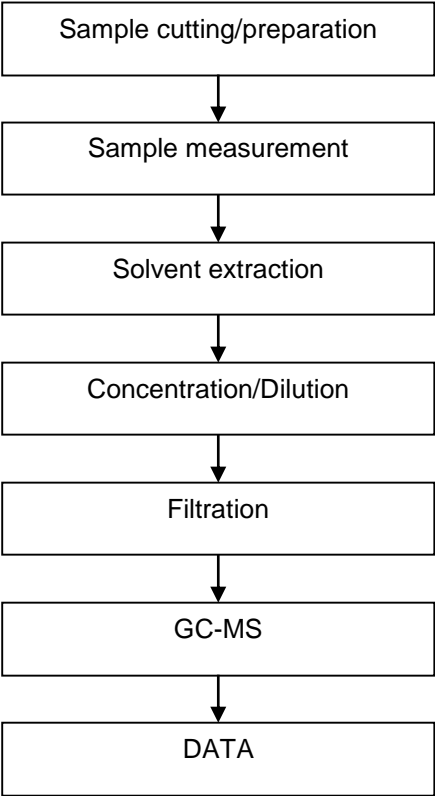 Sample cutting/preparation
Sample measurement
Solvent extraction
Concentration/Dilution
Filtration
GC-MS
DATA